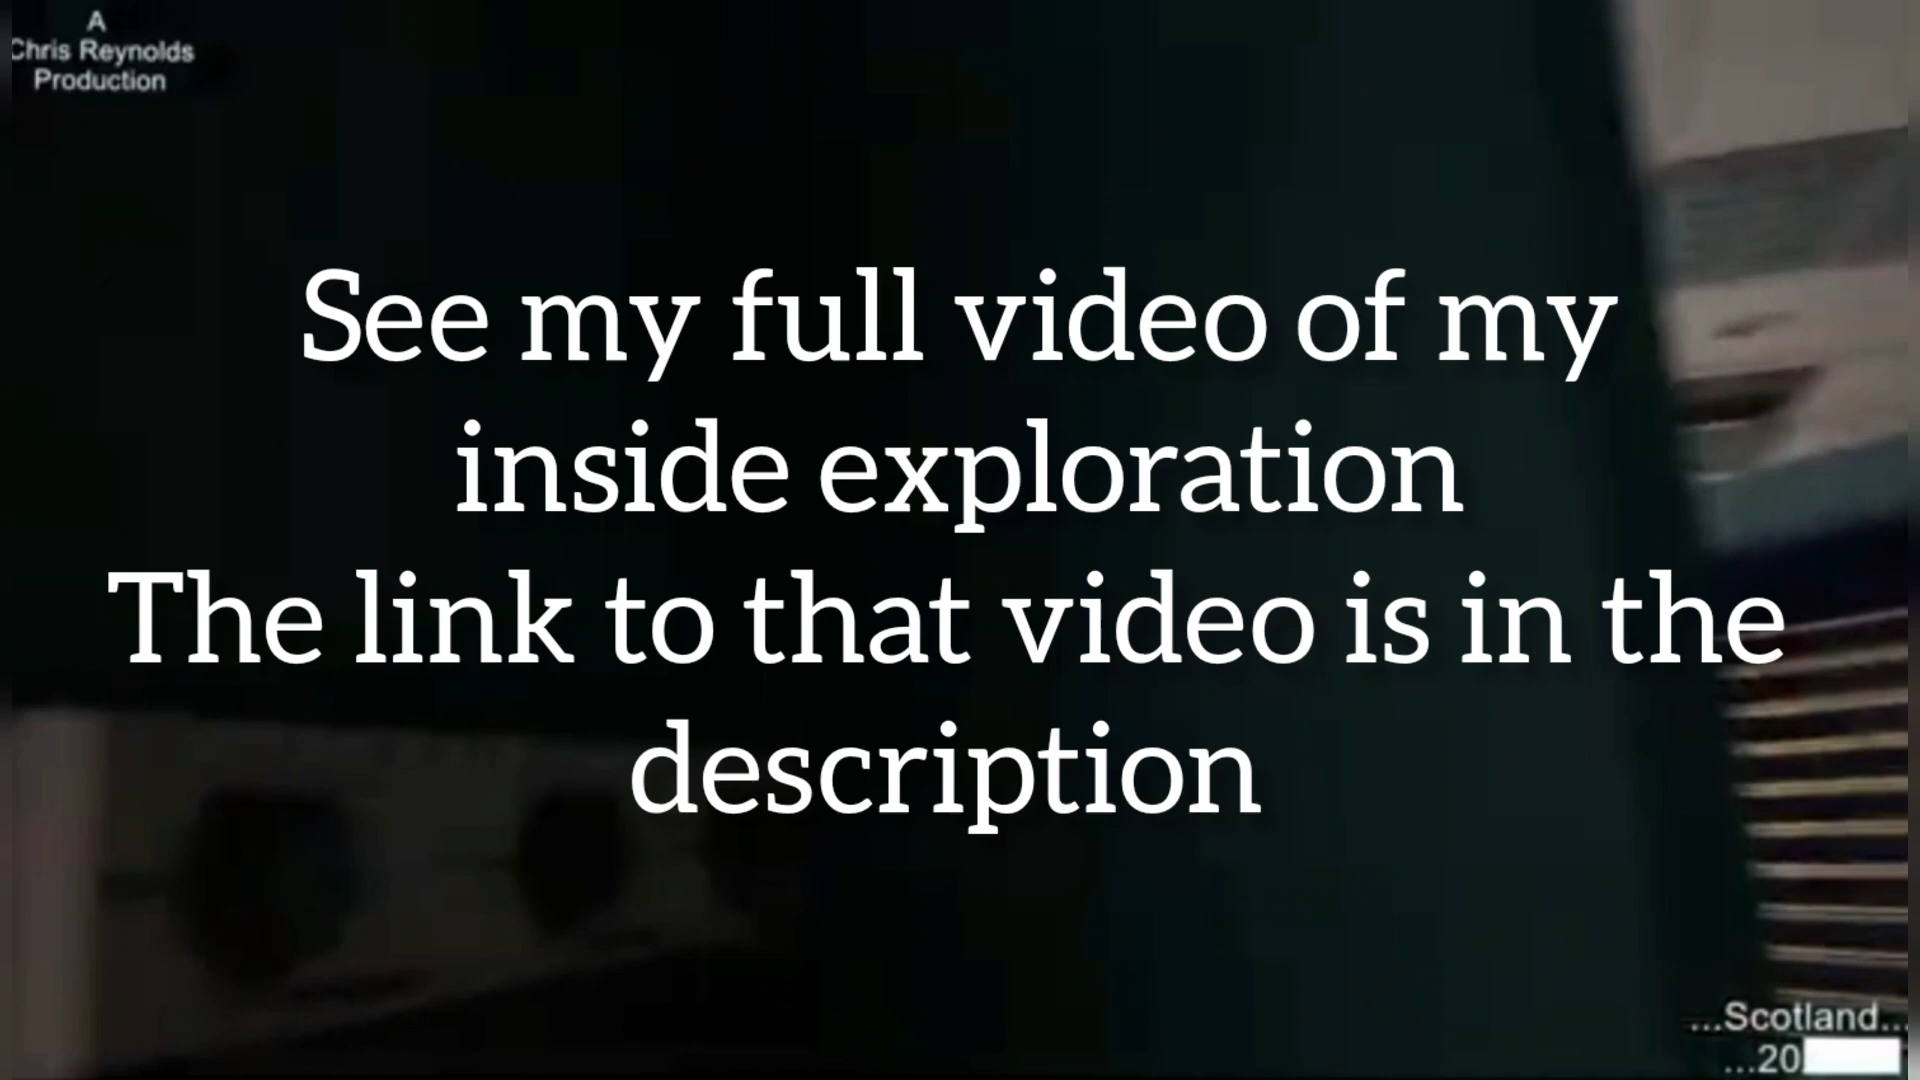 A
Chris Reynolds
Production
See my full video of my
inside exploration
The link to that video is in the
description
...Scotland...
...20